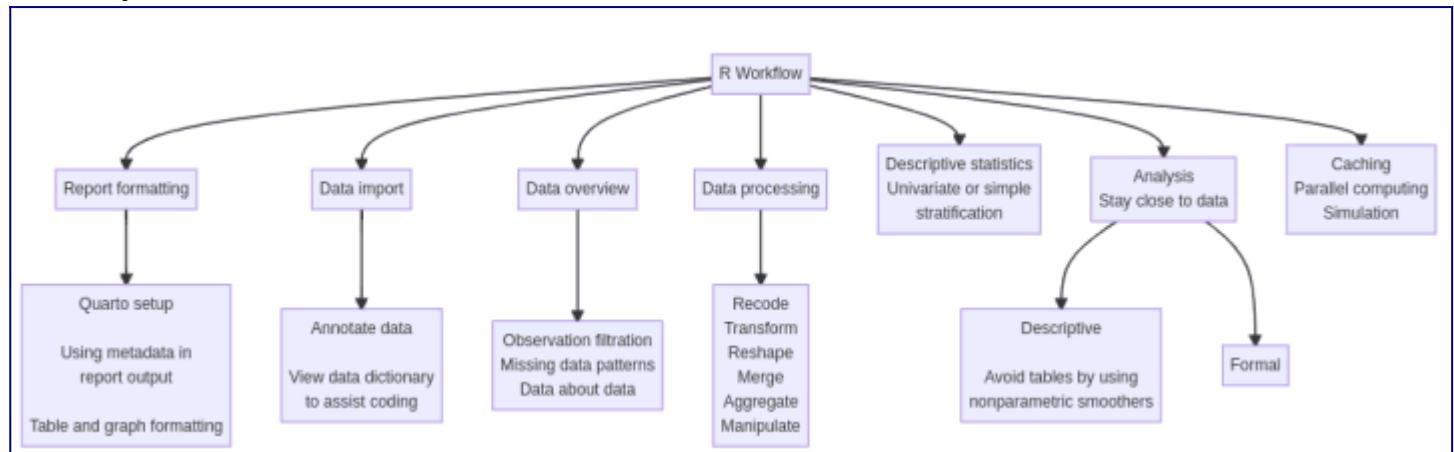 R Workflow
Report formatting
Data import
Data overview
Data processing
Descriptive statistics
Univariate or simple
stratification
Analysis
Stay close to data
Caching
Parallel computing
Simulation
Quarto setup
Using metadata in
report output
Table and graph formatting
Annotate data
View data dictionary
to assist coding
Observation filtration
Missing data patterns
Data about data
Recode
Transform
Reshape
Merge
Aggregate
Manipulate
Descriptive
Avoid tables by using
nonparametric smoothers
Formal